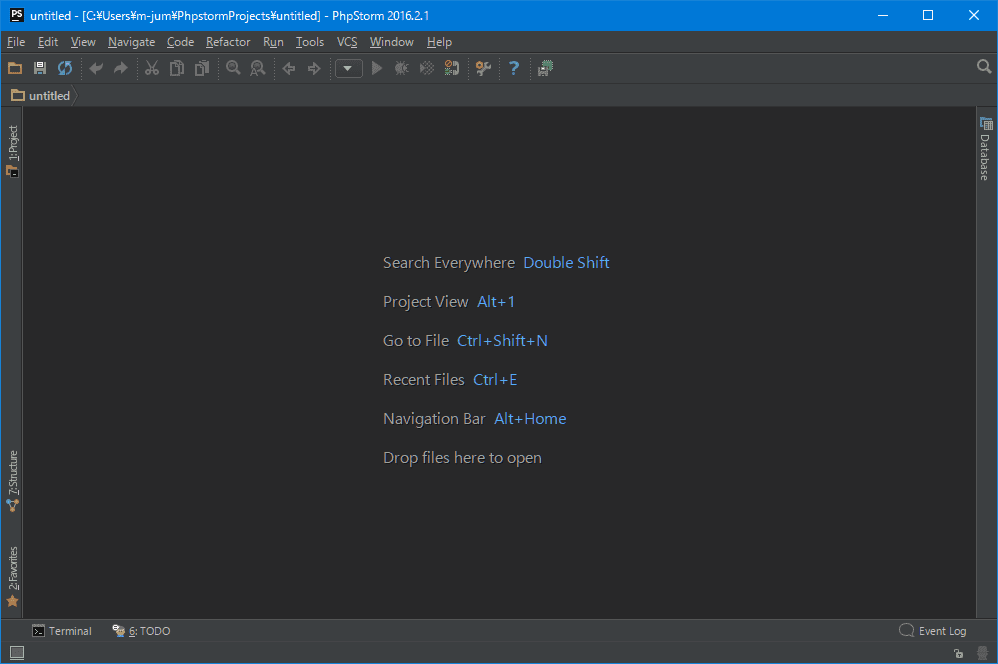 PS untitled - [C:¥Users¥m-jum¥PhpstormProjects¥untitled] - PhpStorm 2016.2.1
File Edit View Navigate Code Refactor Run Tools VCS Window Help
untitled
1:Project
Database
Search Everywhere Double Shift
Project View Alt+1
Go to File Ctrl+Shift+N
Recent Files Ctrl+E
Navigation Bar Alt+Home
Drop files here to open
7:Structure
2:Favorites
Terminal 6: TODO Event Log